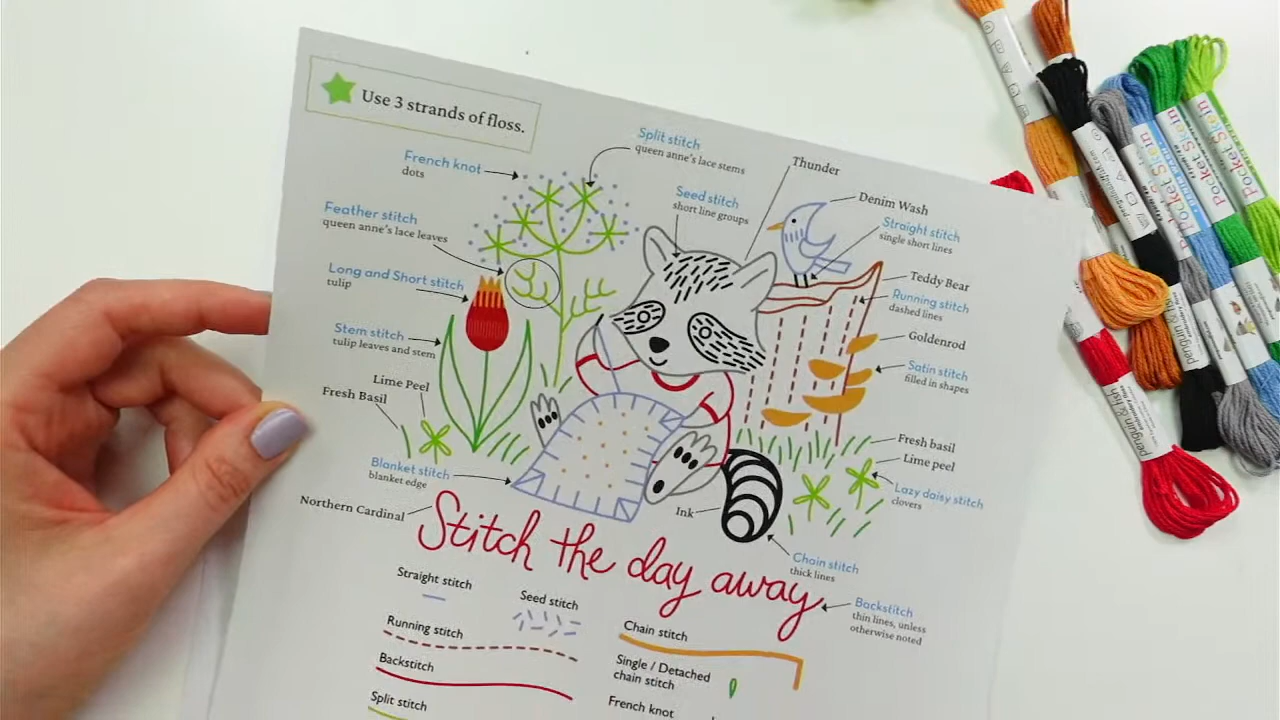 Use 3 strands of floss.
Split stitch
queen anne's lace stems
French knot
dots
Thunder
Denim Wash
Seed stitch
short line groups
Straight stitch
single short lines
Feather stitch
queen anne's lace leaves
Long and Short stitch
tulip
Teddy Bear
Running stitch
dashed lines
Stem stitch
tulip leaves and stem
Goldenrod
Satin stitch
filled in shapes
Lime Peel
Fresh Basil
Fresh basil
Lime peel
Lazy daisy stitch
clovers
Blanket stitch
blanket edge
Northern Cardinal
Ink
Stitch the day away
Chain stitch
thick lines
Backstitch
thin lines, unless
otherwise noted
Straight stitch
Seed stitch
Running stitch
Backstitch
Split stitch
Chain stitch
Single / Detached
chain stitch
French knot
Pocket Skein
Pocket Skein
Pocket Skein
penguin & fish
penguin & fish